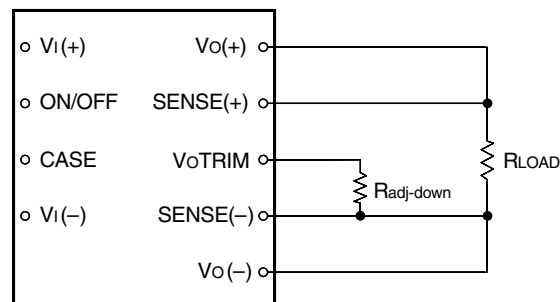 VI(+) VO(+)
ON/OFF SENSE(+)
CASE VOTRIM
RLOAD
Radj-down
VI(–) SENSE(–)
VO(–)